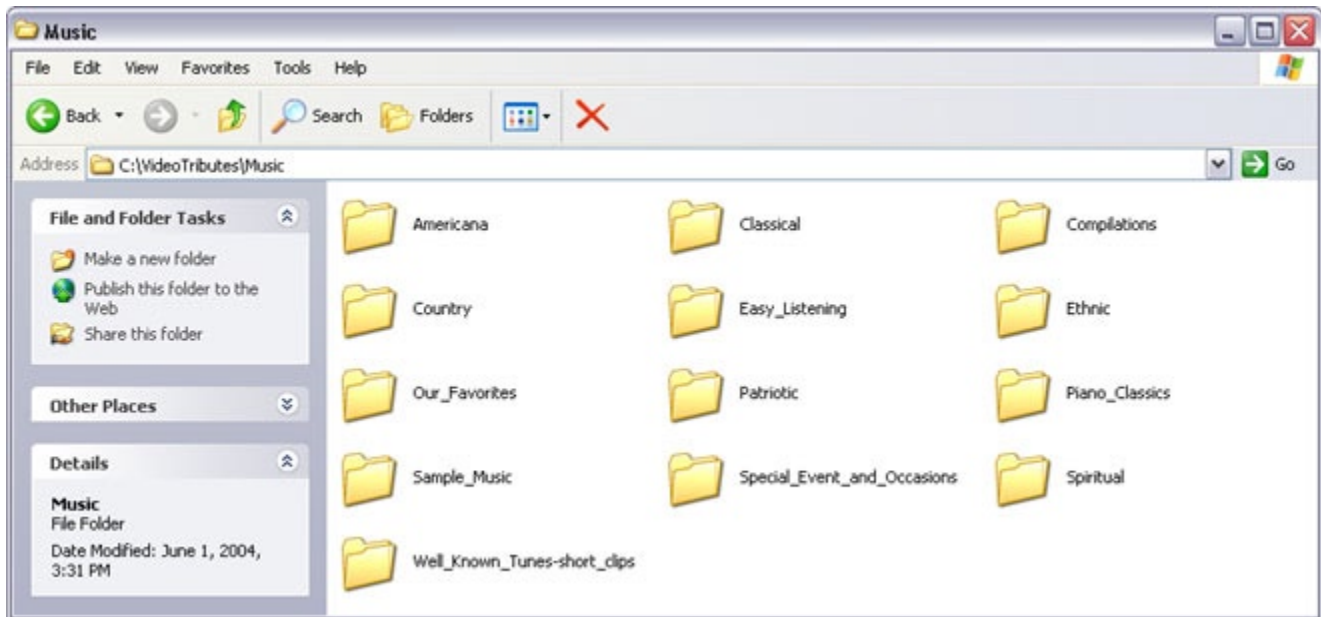 Music
File Edit View Favorites Tools Help
Back Search Folders
Address C:\VideoTributes\Music Go
File and Folder Tasks
Make a new folder
Publish this folder to the
Web
Share this folder
Other Places
Details
Music
File Folder
Date Modified: June 1, 2004,
3:31 PM
Americana Classical Compilations
Country Easy_Listening Ethnic
Our_Favorites Patriotic Piano_Classics
Sample_Music Special_Event_and_Occasions Spiritual
Well_Known_Tunes-short_clips